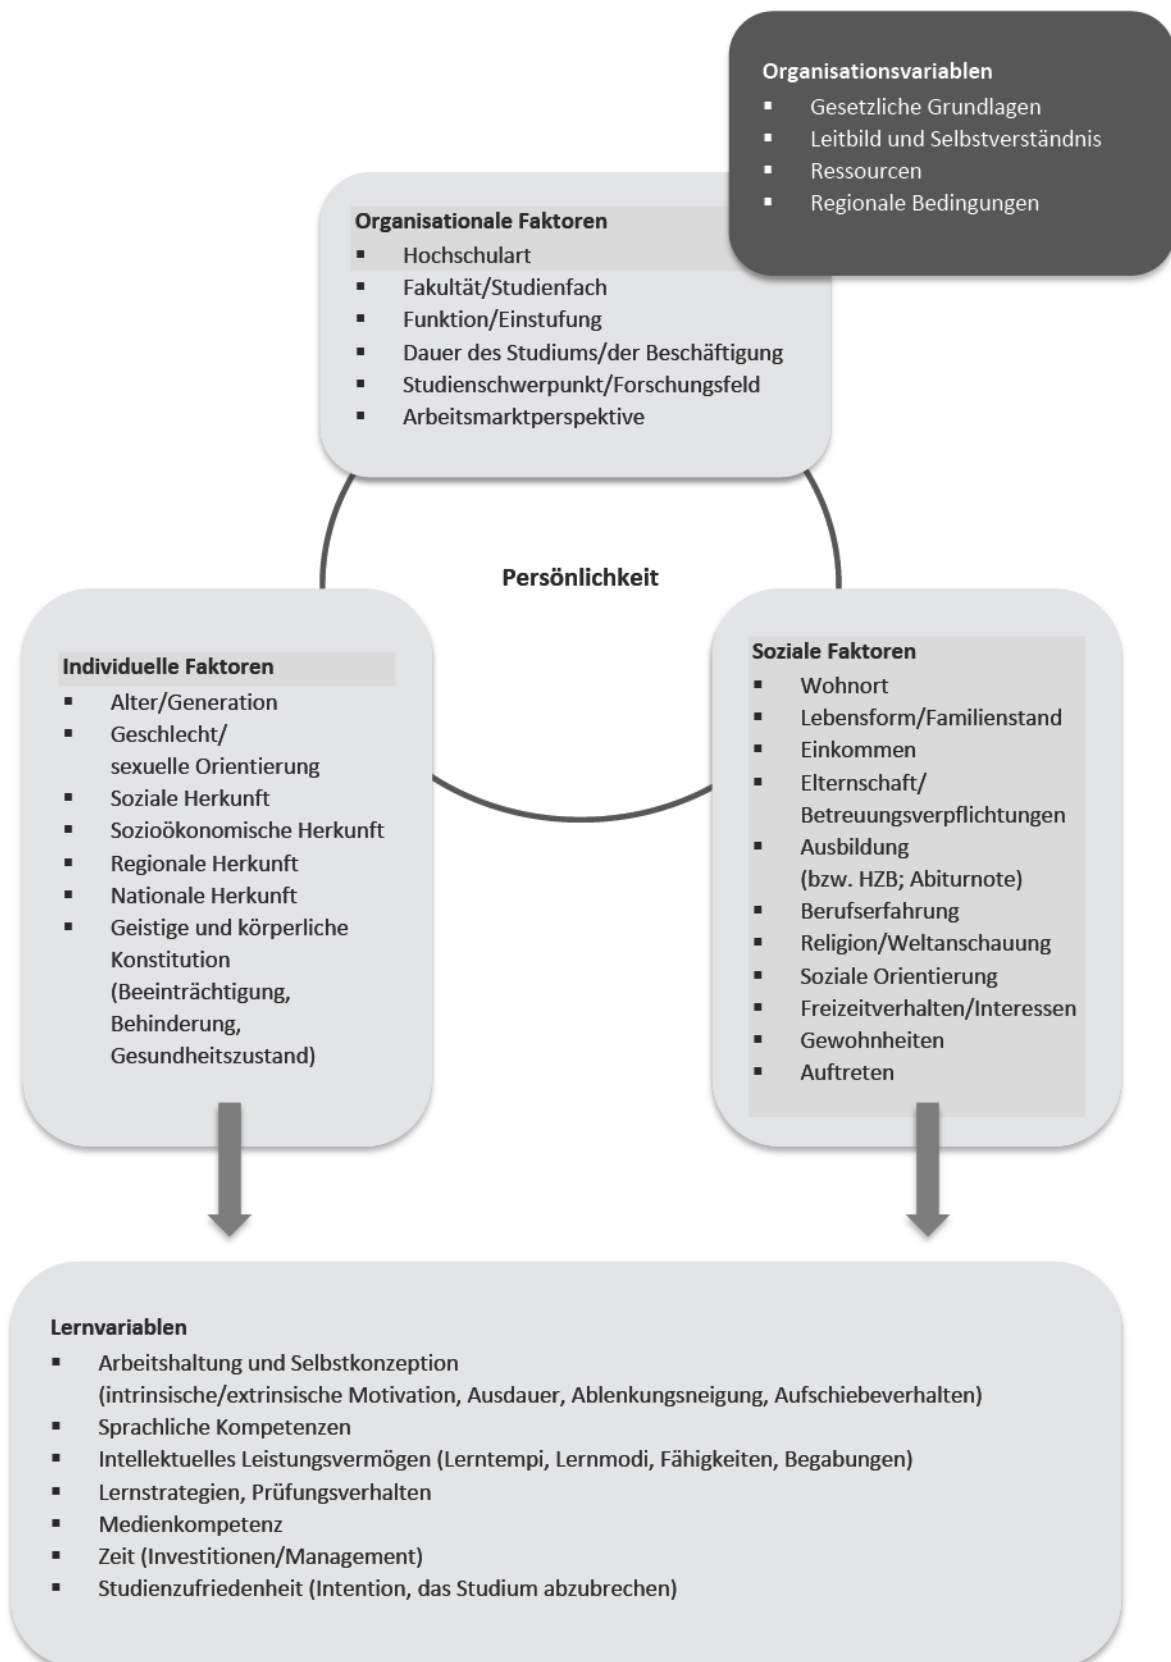 Organisationsvariablen
▪ Gesetzliche Grundlagen
▪ Leitbild und Selbstverständnis
▪ Ressourcen
▪ Regionale Bedingungen
Organisationale Faktoren
▪ Hochschulart
▪ Fakultät/Studienfach
▪ Funktion/Einstufung
▪ Dauer des Studiums/der Beschäftigung
▪ Studienschwerpunkt/Forschungsfeld
▪ Arbeitsmarktperspektive
Persönlichkeit
Individuelle Faktoren
▪ Alter/Generation
▪ Geschlecht/
sexuelle Orientierung
▪ Soziale Herkunft
▪ Sozioökonomische Herkunft
▪ Regionale Herkunft
▪ Nationale Herkunft
▪ Geistige und körperliche
Konstitution
(Beeinträchtigung,
Behinderung,
Gesundheitszustand)
Soziale Faktoren
▪ Wohnort
▪ Lebensform/Familienstand
▪ Einkommen
▪ Elternschaft/
Betreuungsverpflichtungen
▪ Ausbildung
(bzw. HZB; Abiturnote)
▪ Berufserfahrung
▪ Religion/Weltanschauung
▪ Soziale Orientierung
▪ Freizeitverhalten/Interessen
▪ Gewohnheiten
▪ Auftreten
Lernvariablen
▪ Arbeitshaltung und Selbstkonzeption
(intrinsische/extrinsische Motivation, Ausdauer, Ablenkungsneigung, Aufschiebeverhalten)
▪ Sprachliche Kompetenzen
▪ Intellektuelles Leistungsvermögen (Lerntempi, Lernmodi, Fähigkeiten, Begabungen)
▪ Lernstrategien, Prüfungsverhalten
▪ Medienkompetenz
▪ Zeit (Investitionen/Management)
▪ Studienzufriedenheit (Intention, das Studium abzubrechen)